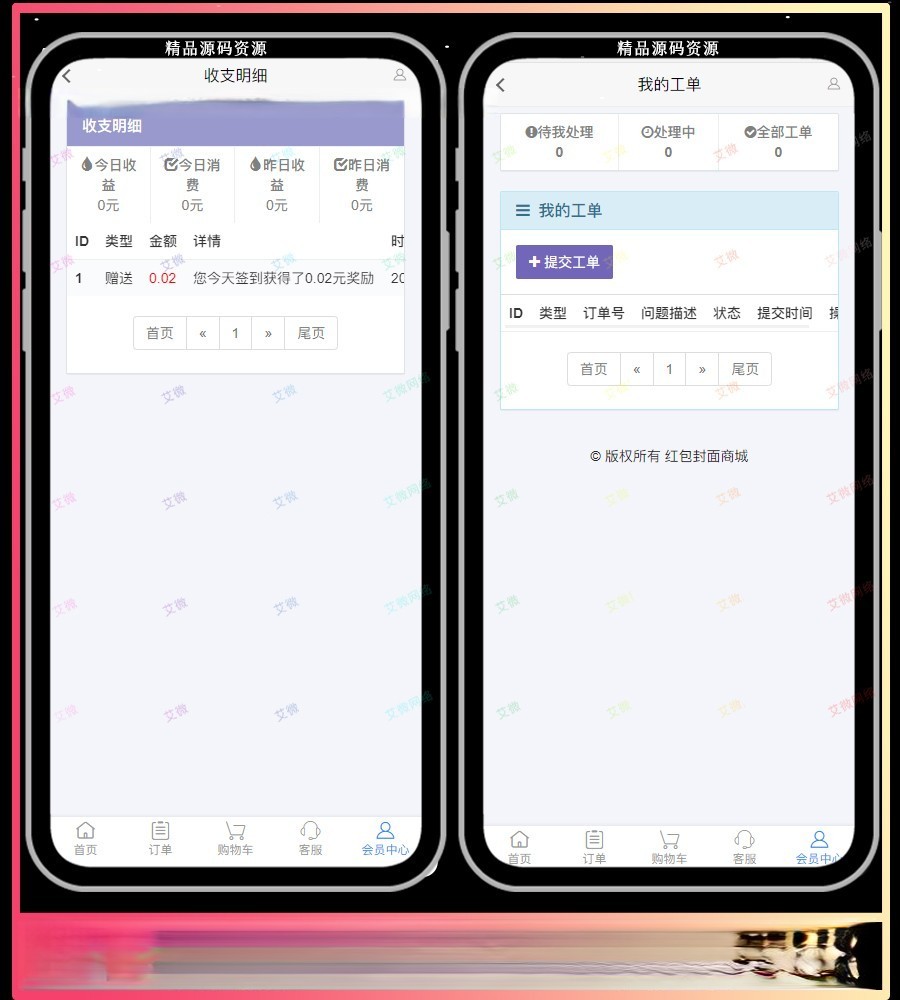 精品源码资源
收支明细
收支明细
今日收益
今日消费
昨日收益
昨日消费
0元
0元
0元
0元
ID 类型 金额 详情 时
1 赠送 0.02 您今天签到获得了0.02元奖励 20
首页 « 1 » 尾页
首页 订单 购物车 客服 会员中心
精品源码资源
我的工单
待我处理 处理中 全部工单
0 0 0
我的工单
提交工单
ID 类型 订单号 问题描述 状态 提交时间
首页 « 1 » 尾页
© 版权所有 红包封面商城
首页 订单 购物车 客服 会员中心
艾微
艾微网络